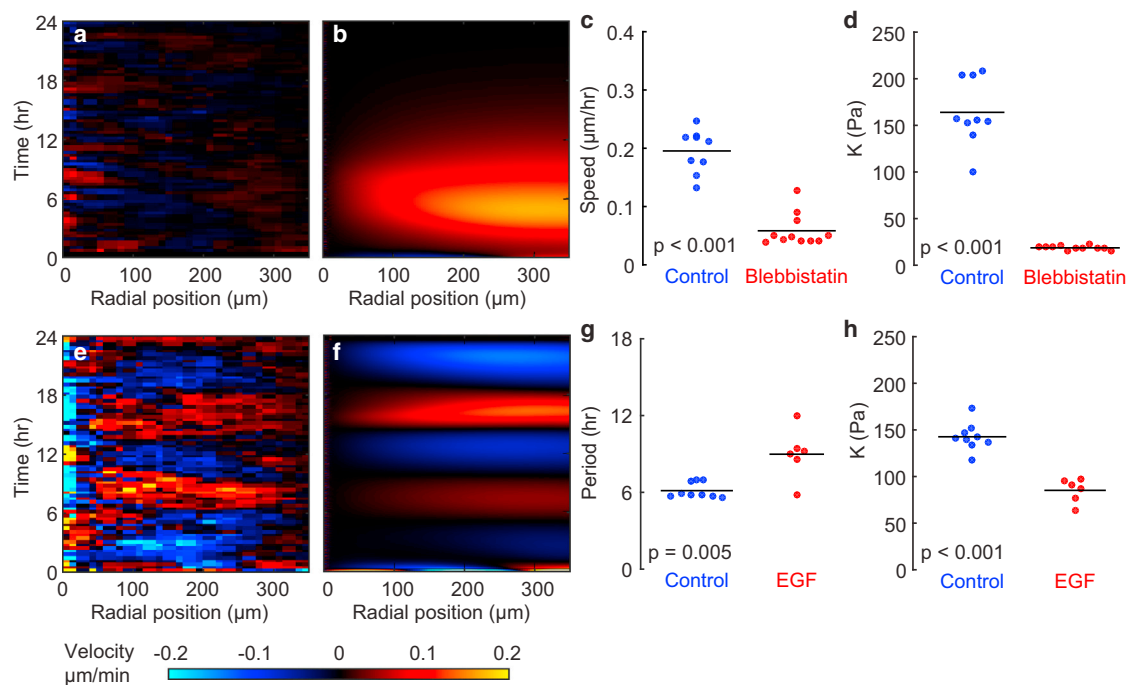 a
b
c
d
24
18
12
6
0
Time (hr)
0 100 200 300
Radial position (µm)
0 100 200 300
Radial position (µm)
0.4
0.3
0.2
0.1
0
Speed (µm/hr)
p < 0.001
Control Blebbistatin
250
200
150
100
50
0
K (Pa)
p < 0.001
Control Blebbistatin
e
f
g
h
24
18
12
6
0
Time (hr)
0 100 200 300
Radial position (µm)
0 100 200 300
Radial position (µm)
18
12
6
0
Period (hr)
p = 0.005
Control EGF
250
200
150
100
50
0
K (Pa)
p < 0.001
Control EGF
Velocity
µm/min
-0.2 -0.1 0 0.1 0.2